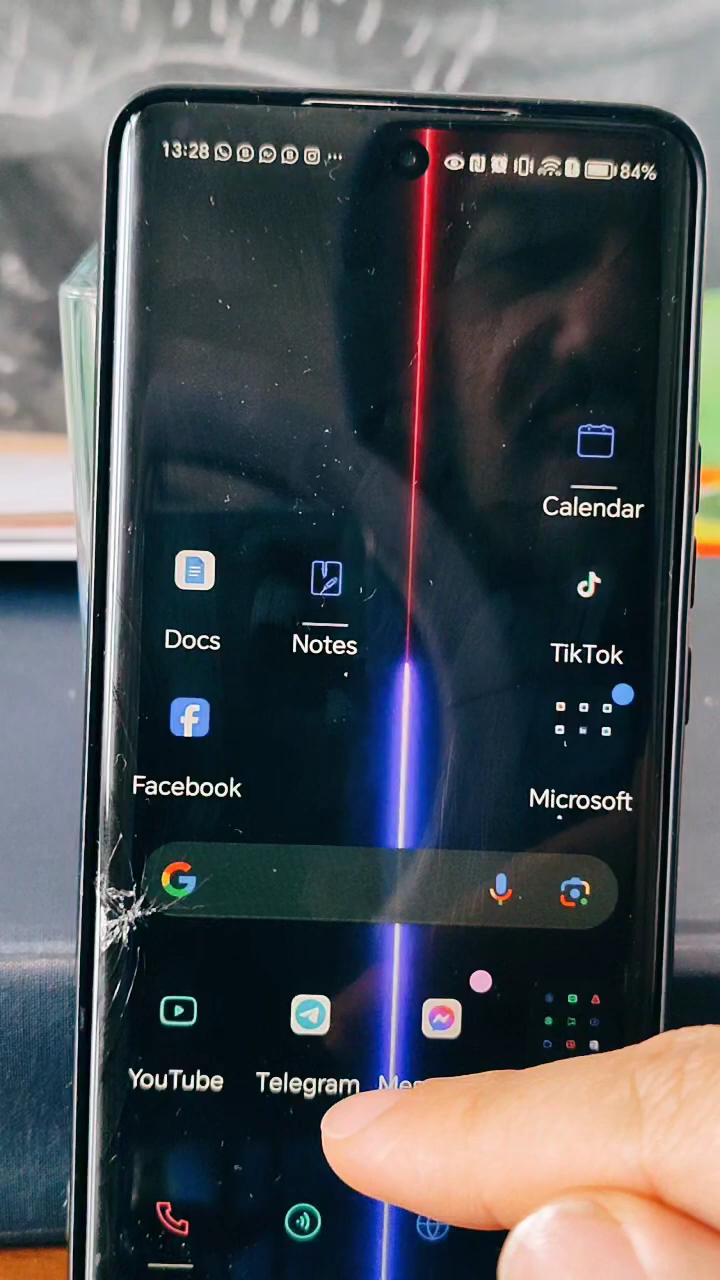 13:28 84%
Calendar
Docs Notes TikTok
Facebook Microsoft
G
YouTube Telegram